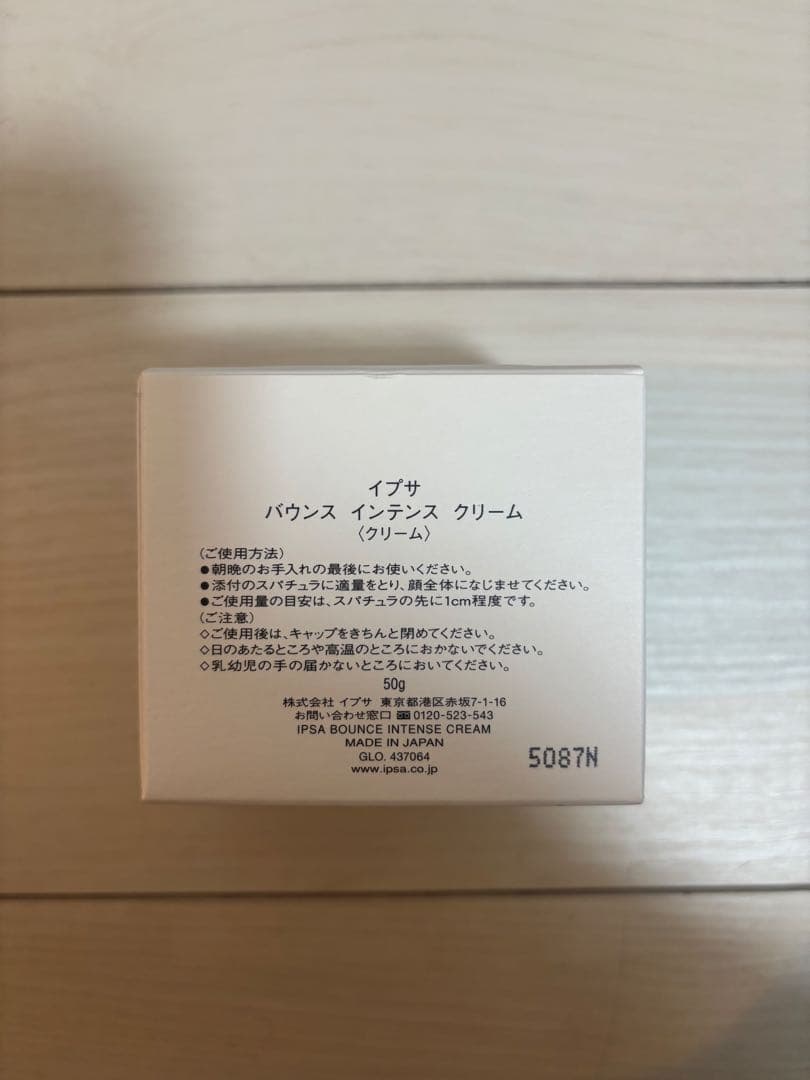 イプサ
バウンス インテンス クリーム
〈クリーム〉
(ご使用方法)
●朝晩のお手入れの最後にお使いください。
●添付のスパチュラに適量をとり、顔全体になじませてください。
●ご使用量の目安は、スパチュラの先に1cm程度です。
(ご注意)
◇ご使用後は、キャップをきちんと閉めてください。
◇日のあたるところや高温のところにおかないでください。
◇乳幼児の手の届かないところにおいてください。
50g
株式会社 イプサ 東京都港区赤坂7-1-16
お問い合わせ窓口 0120-523-543
IPSA BOUNCE INTENSE CREAM
MADE IN JAPAN
GLO. 437064
www.ipsa.co.jp
5087N